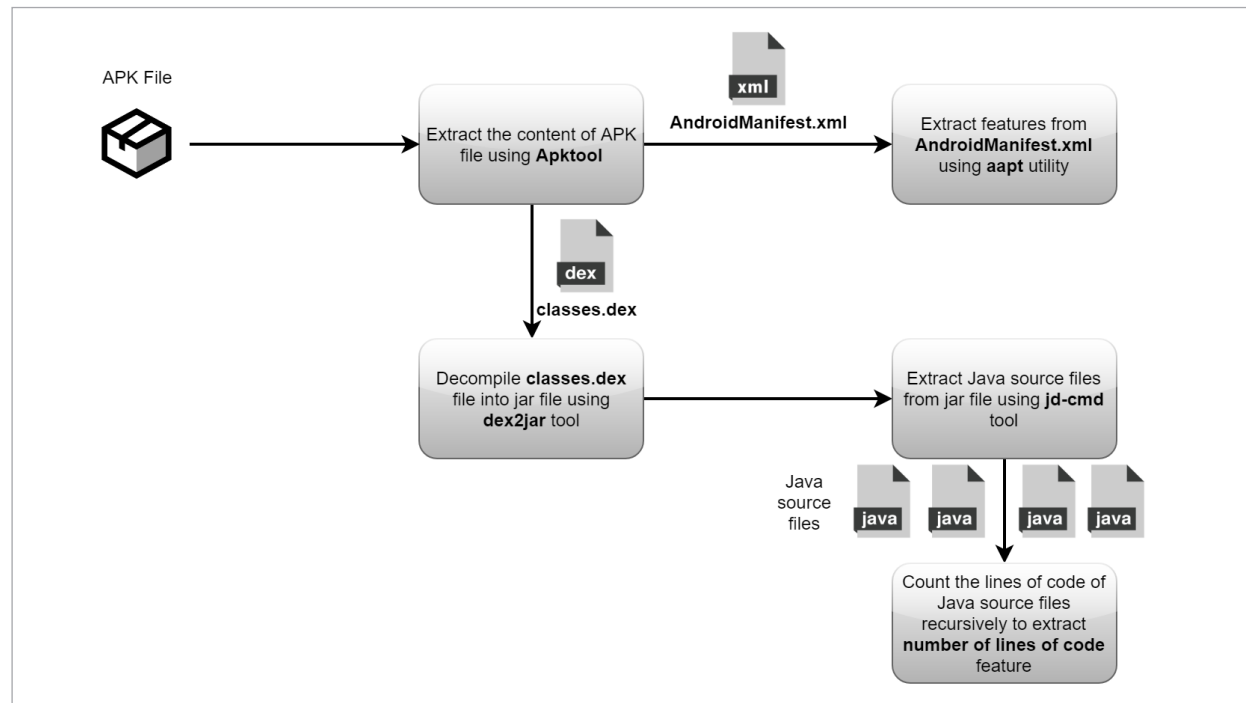 APK File
Extract the content of APK
file using Apktool
xml
AndroidManifest.xml
Extract features from
AndroidManifest.xml
using aapt utility
dex
classes.dex
Decompile classes.dex
file into jar file using
dex2jar tool
Extract Java source files
from jar file using jd-cmd
tool
Java
source
files
java
java
java
java
Count the lines of code of
Java source files
recursively to extract
number of lines of code
feature